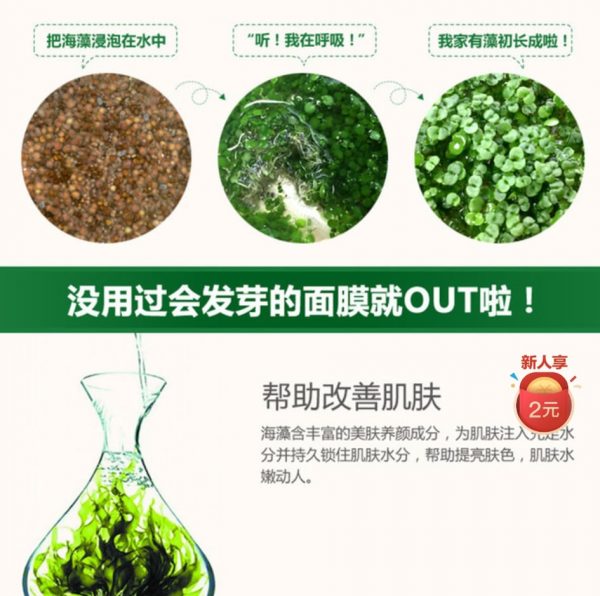 把海藻浸泡在水中
“听！我在呼吸！”
我家有藻初长成啦！
没用过会发芽的面膜就OUT啦！
新人享
2元
帮助改善肌肤
海藻含丰富的美肤养颜成分，为肌肤注入充足水
分并持久锁住肌肤水分，帮助提亮肤色，肌肤水
嫩动人。